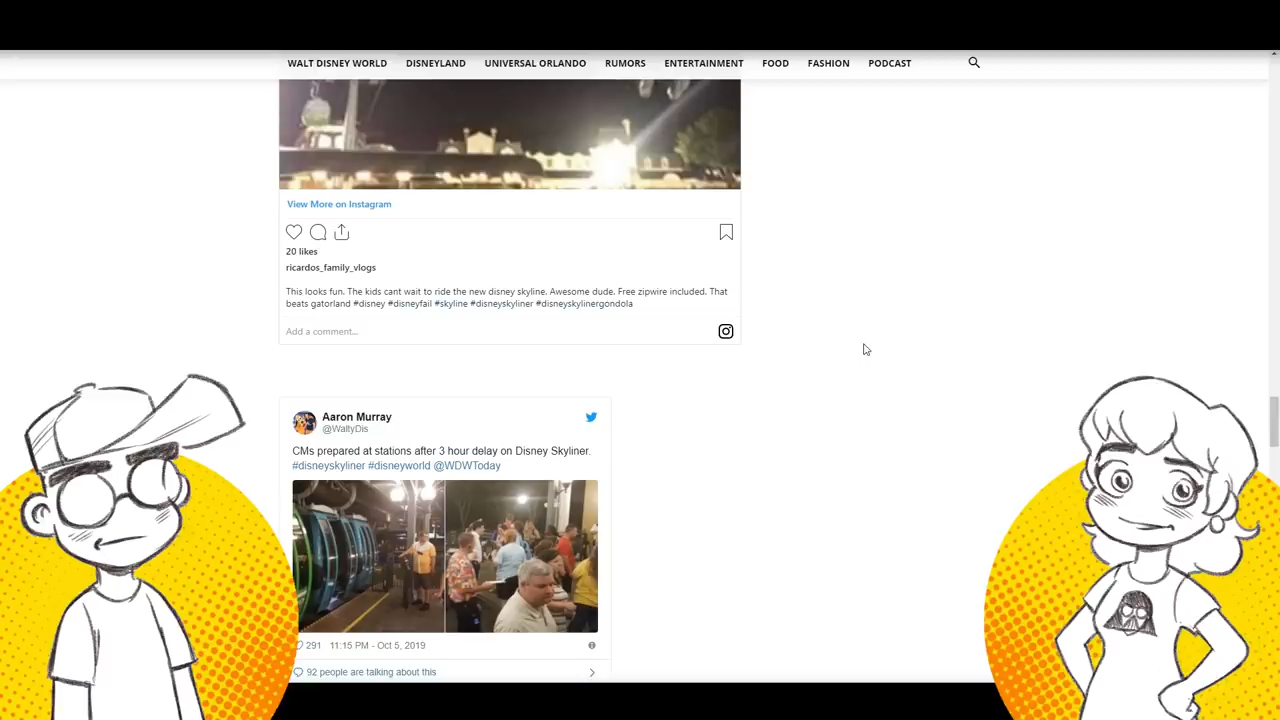 WALT DISNEY WORLD DISNEYLAND UNIVERSAL ORLANDO RUMORS ENTERTAINMENT FOOD FASHION PODCAST
View More on Instagram
20 likes
ricardos_family_vlogs
This looks fun. The kids cant wait to ride the new disney skyline. Awesome dude. Free zipwire included. That
beats gatorland #disney #disneyfail #skyline #disneyskyliner #disneyskylinergondola
Add a comment...
Aaron Murray
@WaltyDis
CMs prepared at stations after 3 hour delay on Disney Skyliner.
#disneyskyliner #disneyworld @WDWToday
291 11:15 PM - Oct 5, 2019
92 people are talking about this